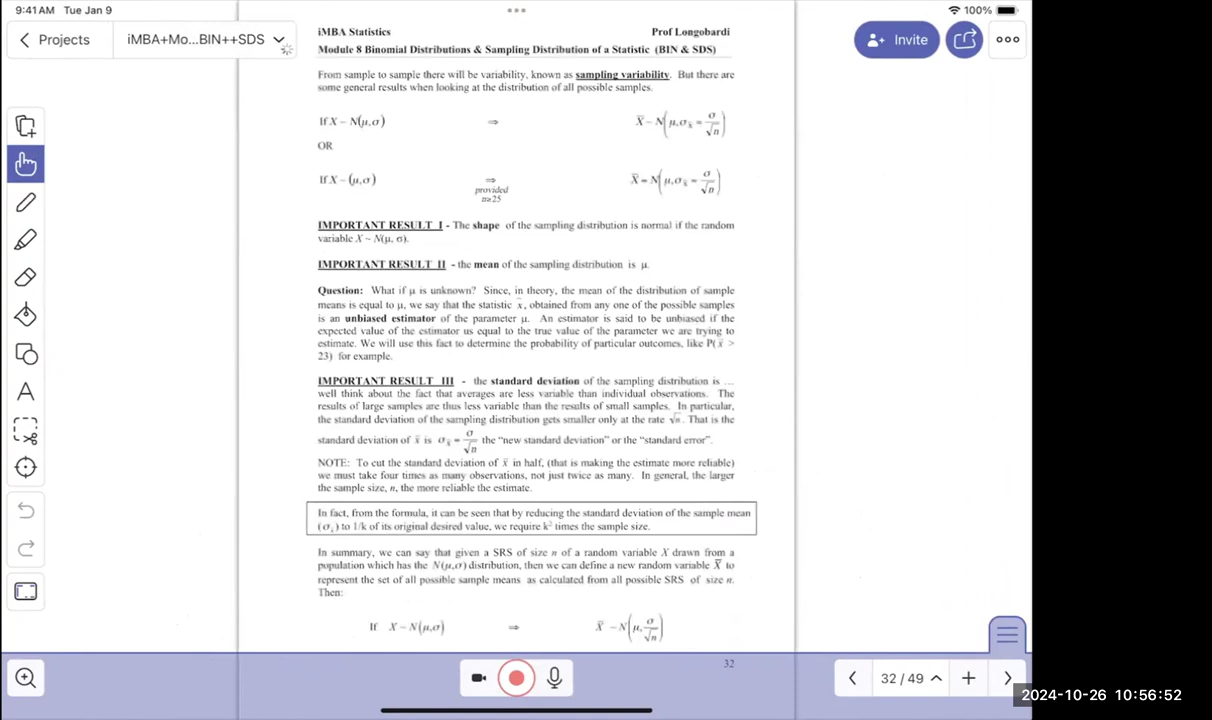 9:41 AM Tue Jan 9
100%
Projects
iMBA+Mo...BIN++SDS
Invite
iMBA Statistics Prof Longobardi
Module 8 Binomial Distributions & Sampling Distribution of a Statistic (BIN & SDS)
From sample to sample there will be variability, known as sampling variability. But there are
some general results when looking at the distribution of all possible samples.
If X ~ N(μ,σ) ⇒ X̄ ~ N(μ, σ_x̄ = σ/√n)
OR
If X ~ (μ,σ) ⇒ X̄ ≈ N(μ, σ_x̄ = σ/√n)
provided
n≥25
IMPORTANT RESULT I - The shape of the sampling distribution is normal if the random
variable X ~ N(μ, σ).
IMPORTANT RESULT II - the mean of the sampling distribution is μ.
Question: What if μ is unknown? Since, in theory, the mean of the distribution of sample
means is equal to μ, we say that the statistic x̄, obtained from any one of the possible samples
is an unbiased estimator of the parameter μ. An estimator is said to be unbiased if the
expected value of the estimator us equal to the true value of the parameter we are trying to
estimate. We will use this fact to determine the probability of particular outcomes, like P( x̄ >
23) for example.
IMPORTANT RESULT III - the standard deviation of the sampling distribution is ...
well think about the fact that averages are less variable than individual observations. The
results of large samples are thus less variable than the results of small samples. In particular,
the standard deviation of the sampling distribution gets smaller only at the rate √n. That is the
standard deviation of x̄ is σ_x̄ = σ/√n the "new standard deviation" or the "standard error".
NOTE: To cut the standard deviation of x̄ in half, (that is making the estimate more reliable)
we must take four times as many observations, not just twice as many. In general, the larger
the sample size, n, the more reliable the estimate.
In fact, from the formula, it can be seen that by reducing the standard deviation of the sample mean
(σ_x̄) to 1/k of its original desired value, we require k² times the sample size.
In summary, we can say that given a SRS of size n of a random variable X drawn from a
population which has the N(μ,σ) distribution, then we can define a new random variable X̄ to
represent the set of all possible sample means as calculated from all possible SRS of size n.
Then:
If X ~ N(μ,σ) ⇒ X̄ ~ N(μ, σ/√n)
32
32 / 49
2024-10-26 10:56:52